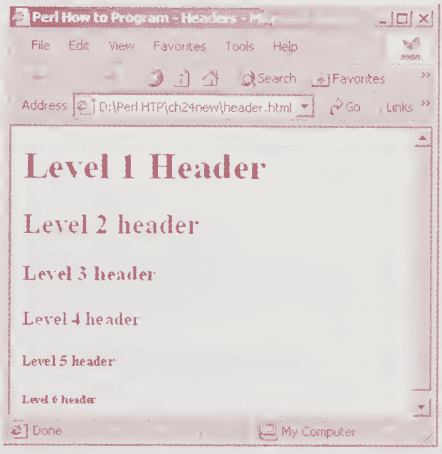 Perl How to Program - Headers - M
File Edit View Favorites Tools Help
msn
Search Favorites »
Address D:\Perl HTP\ch24new\header.html Go Links »
Level 1 Header
Level 2 header
Level 3 header
Level 4 header
Level 5 header
Level 6 header
Done My Computer